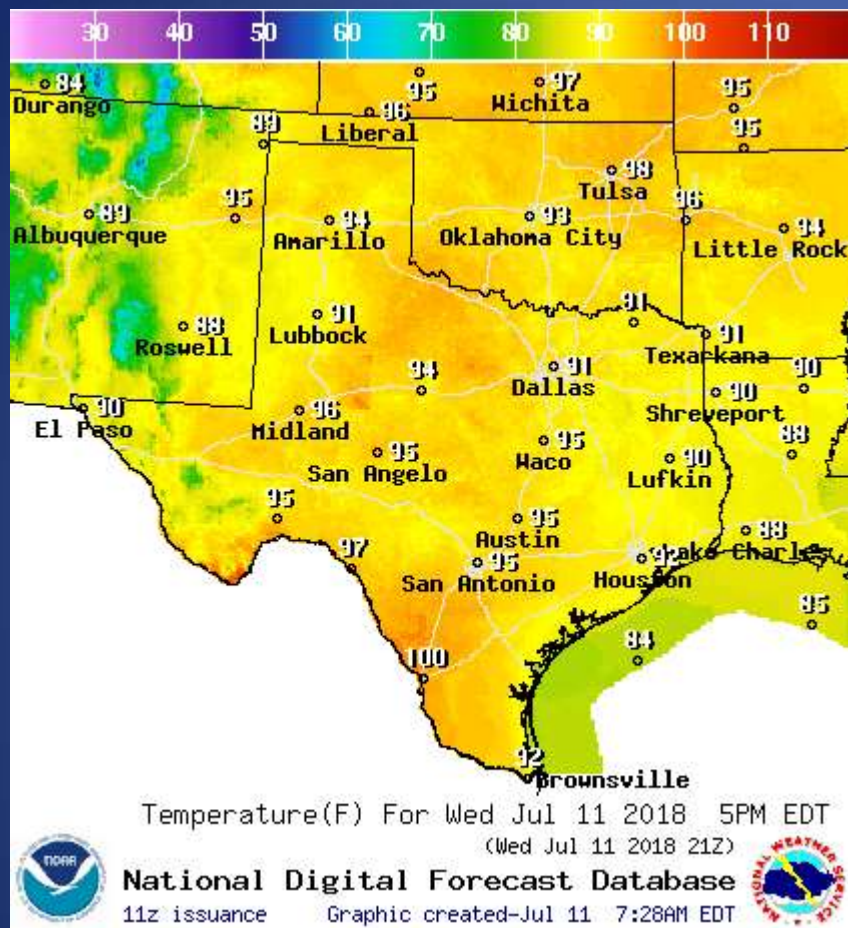 30 40 50 60 70 80 90 100 110
84
Durango
95
97
Wichita
95
96
Liberal
89
95
98
Tulsa
89
Albuquerque
95
94
Amarillo
93
Oklahoma City
96
94
Little Rock
88
Roswell
91
Lubbock
91
91
Texarkana
94
91
Dallas
90
Shreveport
90
90
El Paso
96
Midland
95
San Angelo
95
Waco
90
Lufkin
88
95
95
Austin
88
Lake Charles
97
95
San Antonio
92
Houston
85
84
100
92
Brownsville
Temperature(F) For Wed Jul 11 2018 5PM EDT
(Wed Jul 11 2018 21Z)
NOAA
National Digital Forecast Database
11z issuance Graphic created-Jul 11 7:28AM EDT
NATIONAL WEATHER SERVICE